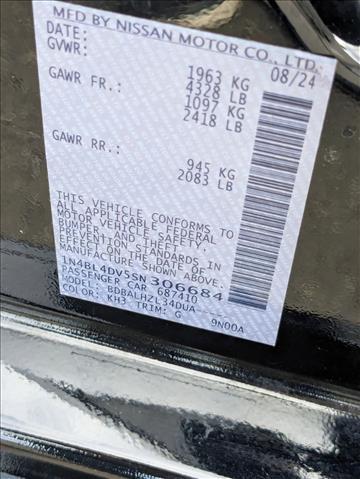 MFD BY NISSAN MOTOR CO., LTD.
DATE: 08/24
GVWR: 1963 KG
4328 LB
GAWR FR.: 1097 KG
2418 LB
GAWR RR.: 945 KG
2083 LB
THIS VEHICLE CONFORMS TO
ALL APPLICABLE FEDERAL
MOTOR VEHICLE SAFETY,
BUMPER, AND THEFT
EFFECT ON THE DATE OF
MANUFACTURE SHOWN ABOVE.
1N4BL4DV5SN306684
PASSENGER CAR 687410
MODEL: BDBALHZL34DUA---
COLOR: KH3 TRIM: G 9N00A